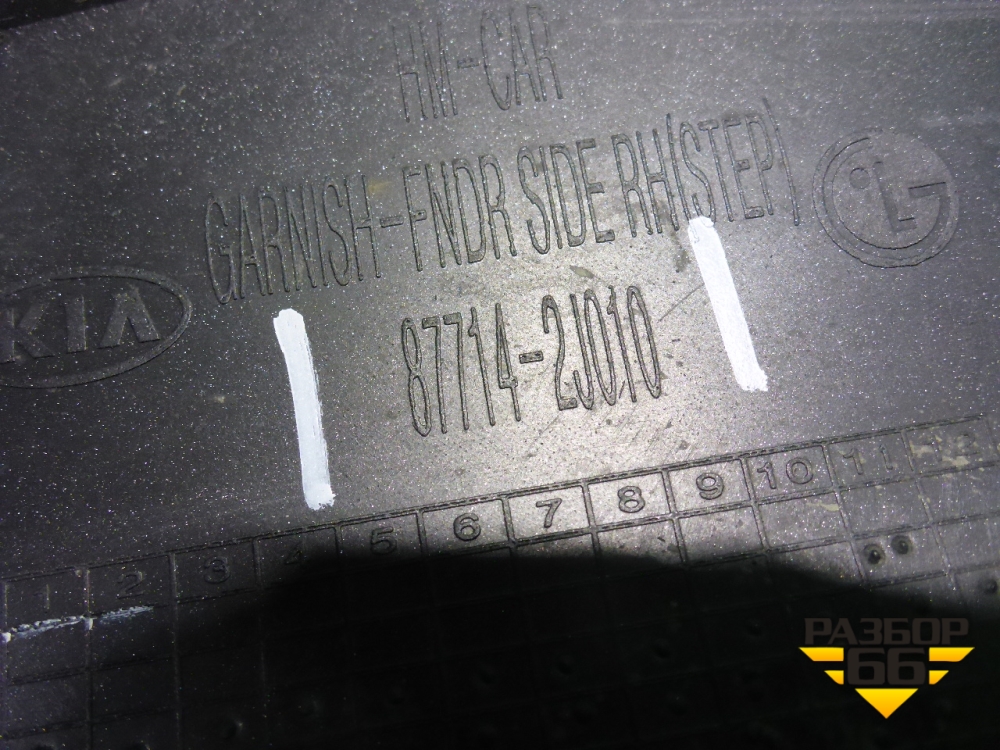 HM-CAR
GARNISH-FNDR SIDE RH(STEP)
LG
KIA
87714-2J010
1 2 3 4 5 6 7 8 9 10 11 12
РАЗБОР
66